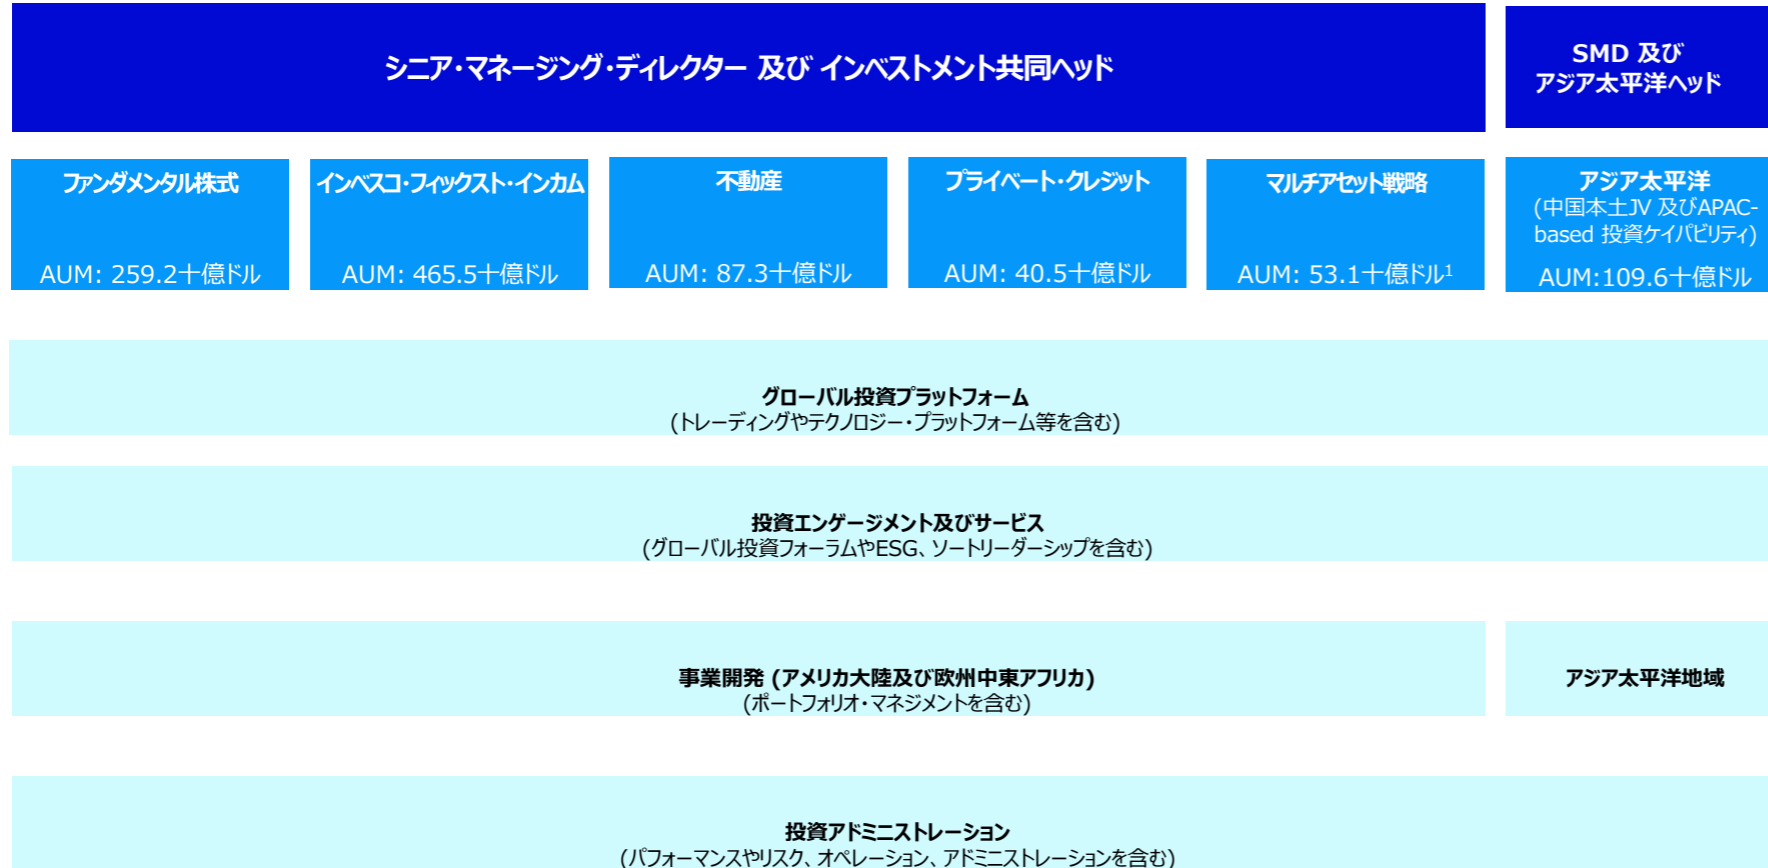 シニア・マネージング・ディレクター 及び インベストメント共同ヘッド
SMD 及び
アジア太平洋ヘッド
ファンダメンタル株式
AUM: 259.2十億ドル
インベスコ・フィックスト・インカム
AUM: 465.5十億ドル
不動産
AUM: 87.3十億ドル
プライベート・クレジット
AUM: 40.5十億ドル
マルチアセット戦略
AUM: 53.1十億ドル¹
アジア太平洋
(中国本土JV 及びAPAC-
based 投資ケイパビリティ)
AUM:109.6十億ドル
グローバル投資プラットフォーム
(トレーディングやテクノロジー・プラットフォーム等を含む)
投資エンゲージメント及びサービス
(グローバル投資フォーラムやESG、ソートリーダーシップを含む)
事業開発 (アメリカ大陸及び欧州中東アフリカ)
(ポートフォリオ・マネジメントを含む)
アジア太平洋地域
投資アドミニストレーション
(パフォーマンスやリスク、オペレーション、アドミニストレーションを含む)